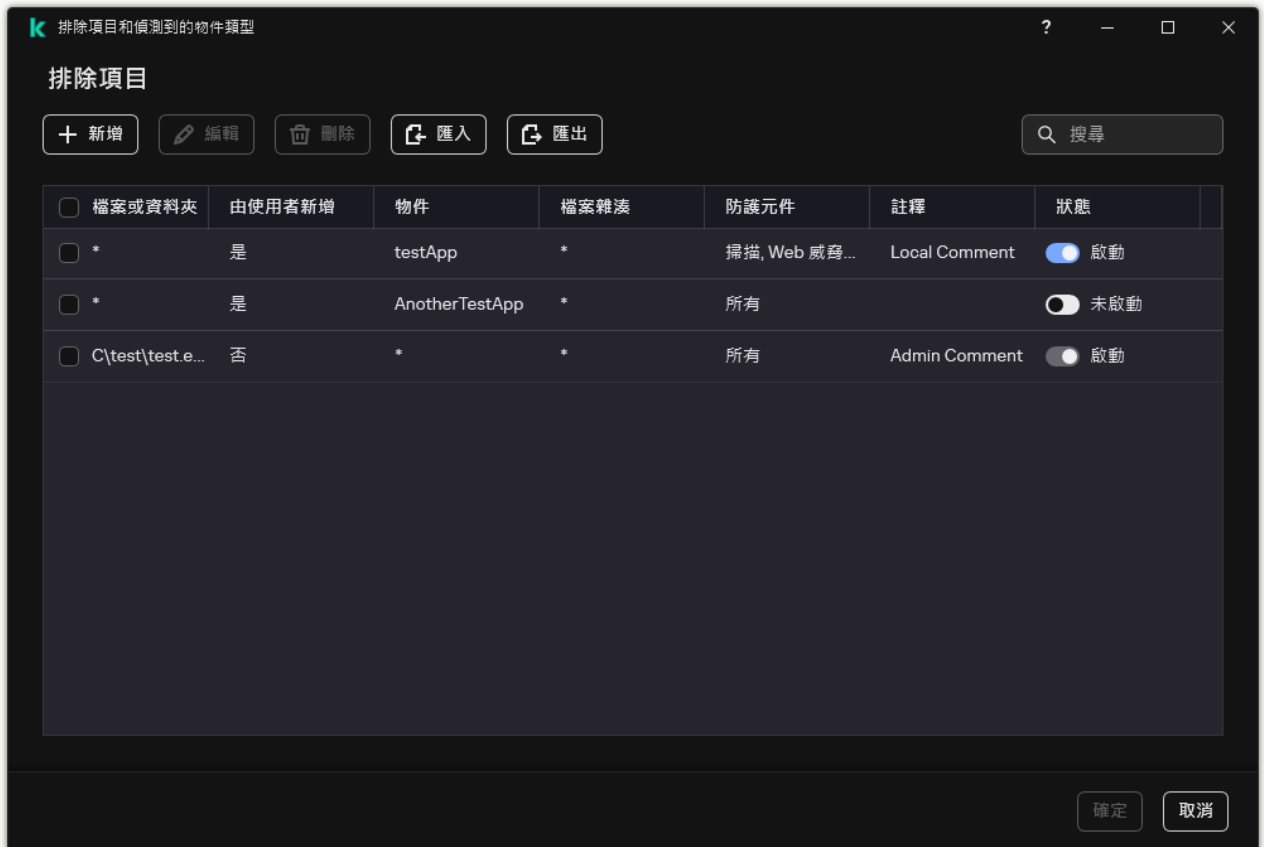 排除項目和偵測到的物件類型
排除項目
新增 編輯 刪除 匯入 匯出 搜尋
檔案或資料夾 由使用者新增 物件 檔案雜湊 防護元件 註釋 狀態
* 是 testApp * 掃描, Web 威脅... Local Comment 啟動
* 是 AnotherTestApp * 所有 未啟動
C\test\test.e... 否 * * 所有 Admin Comment 啟動
確定 取消